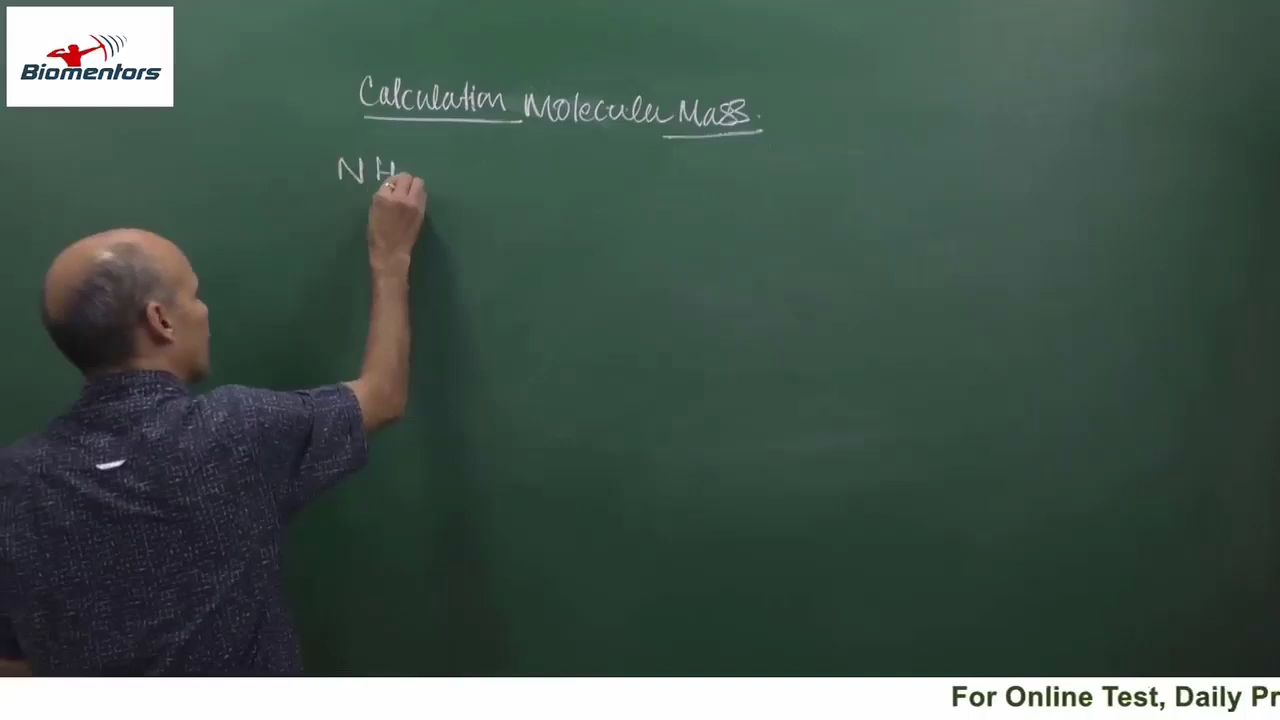 Biomentors
Calculation Molecular Mass.
NH
For Online Test, Daily Pr